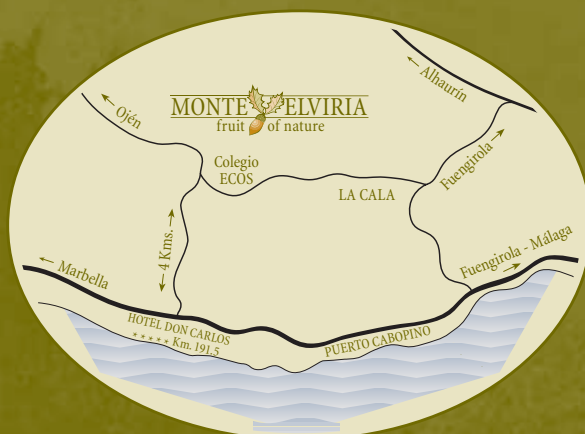 Alhaurín
Ojén
MONTE ELVIRIA
fruit of nature
Colegio
ECOS
Fuengirola
LA CALA
4 Kms.
Fuengirola - Málaga
Marbella
HOTEL DON CARLOS
***** Km. 191.5
PUERTO CABOPINO